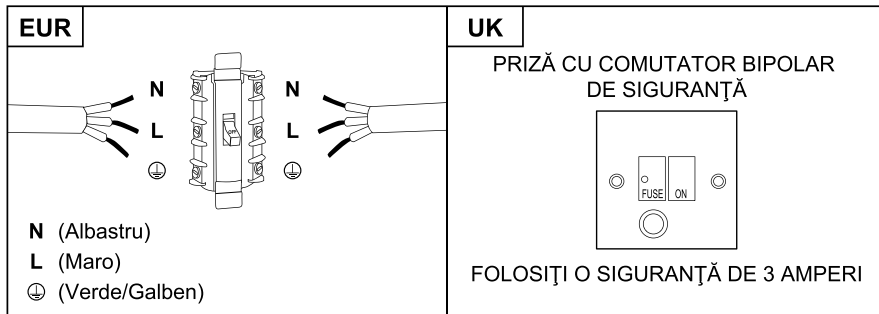 EUR
N
L
OFF
N
L
N (Albastru)
L (Maro)
(Verde/Galben)
UK
PRIZĂ CU COMUTATOR BIPOLAR
DE SIGURANŢĂ
FUSE ON
FOLOSIŢI O SIGURANŢĂ DE 3 AMPERI